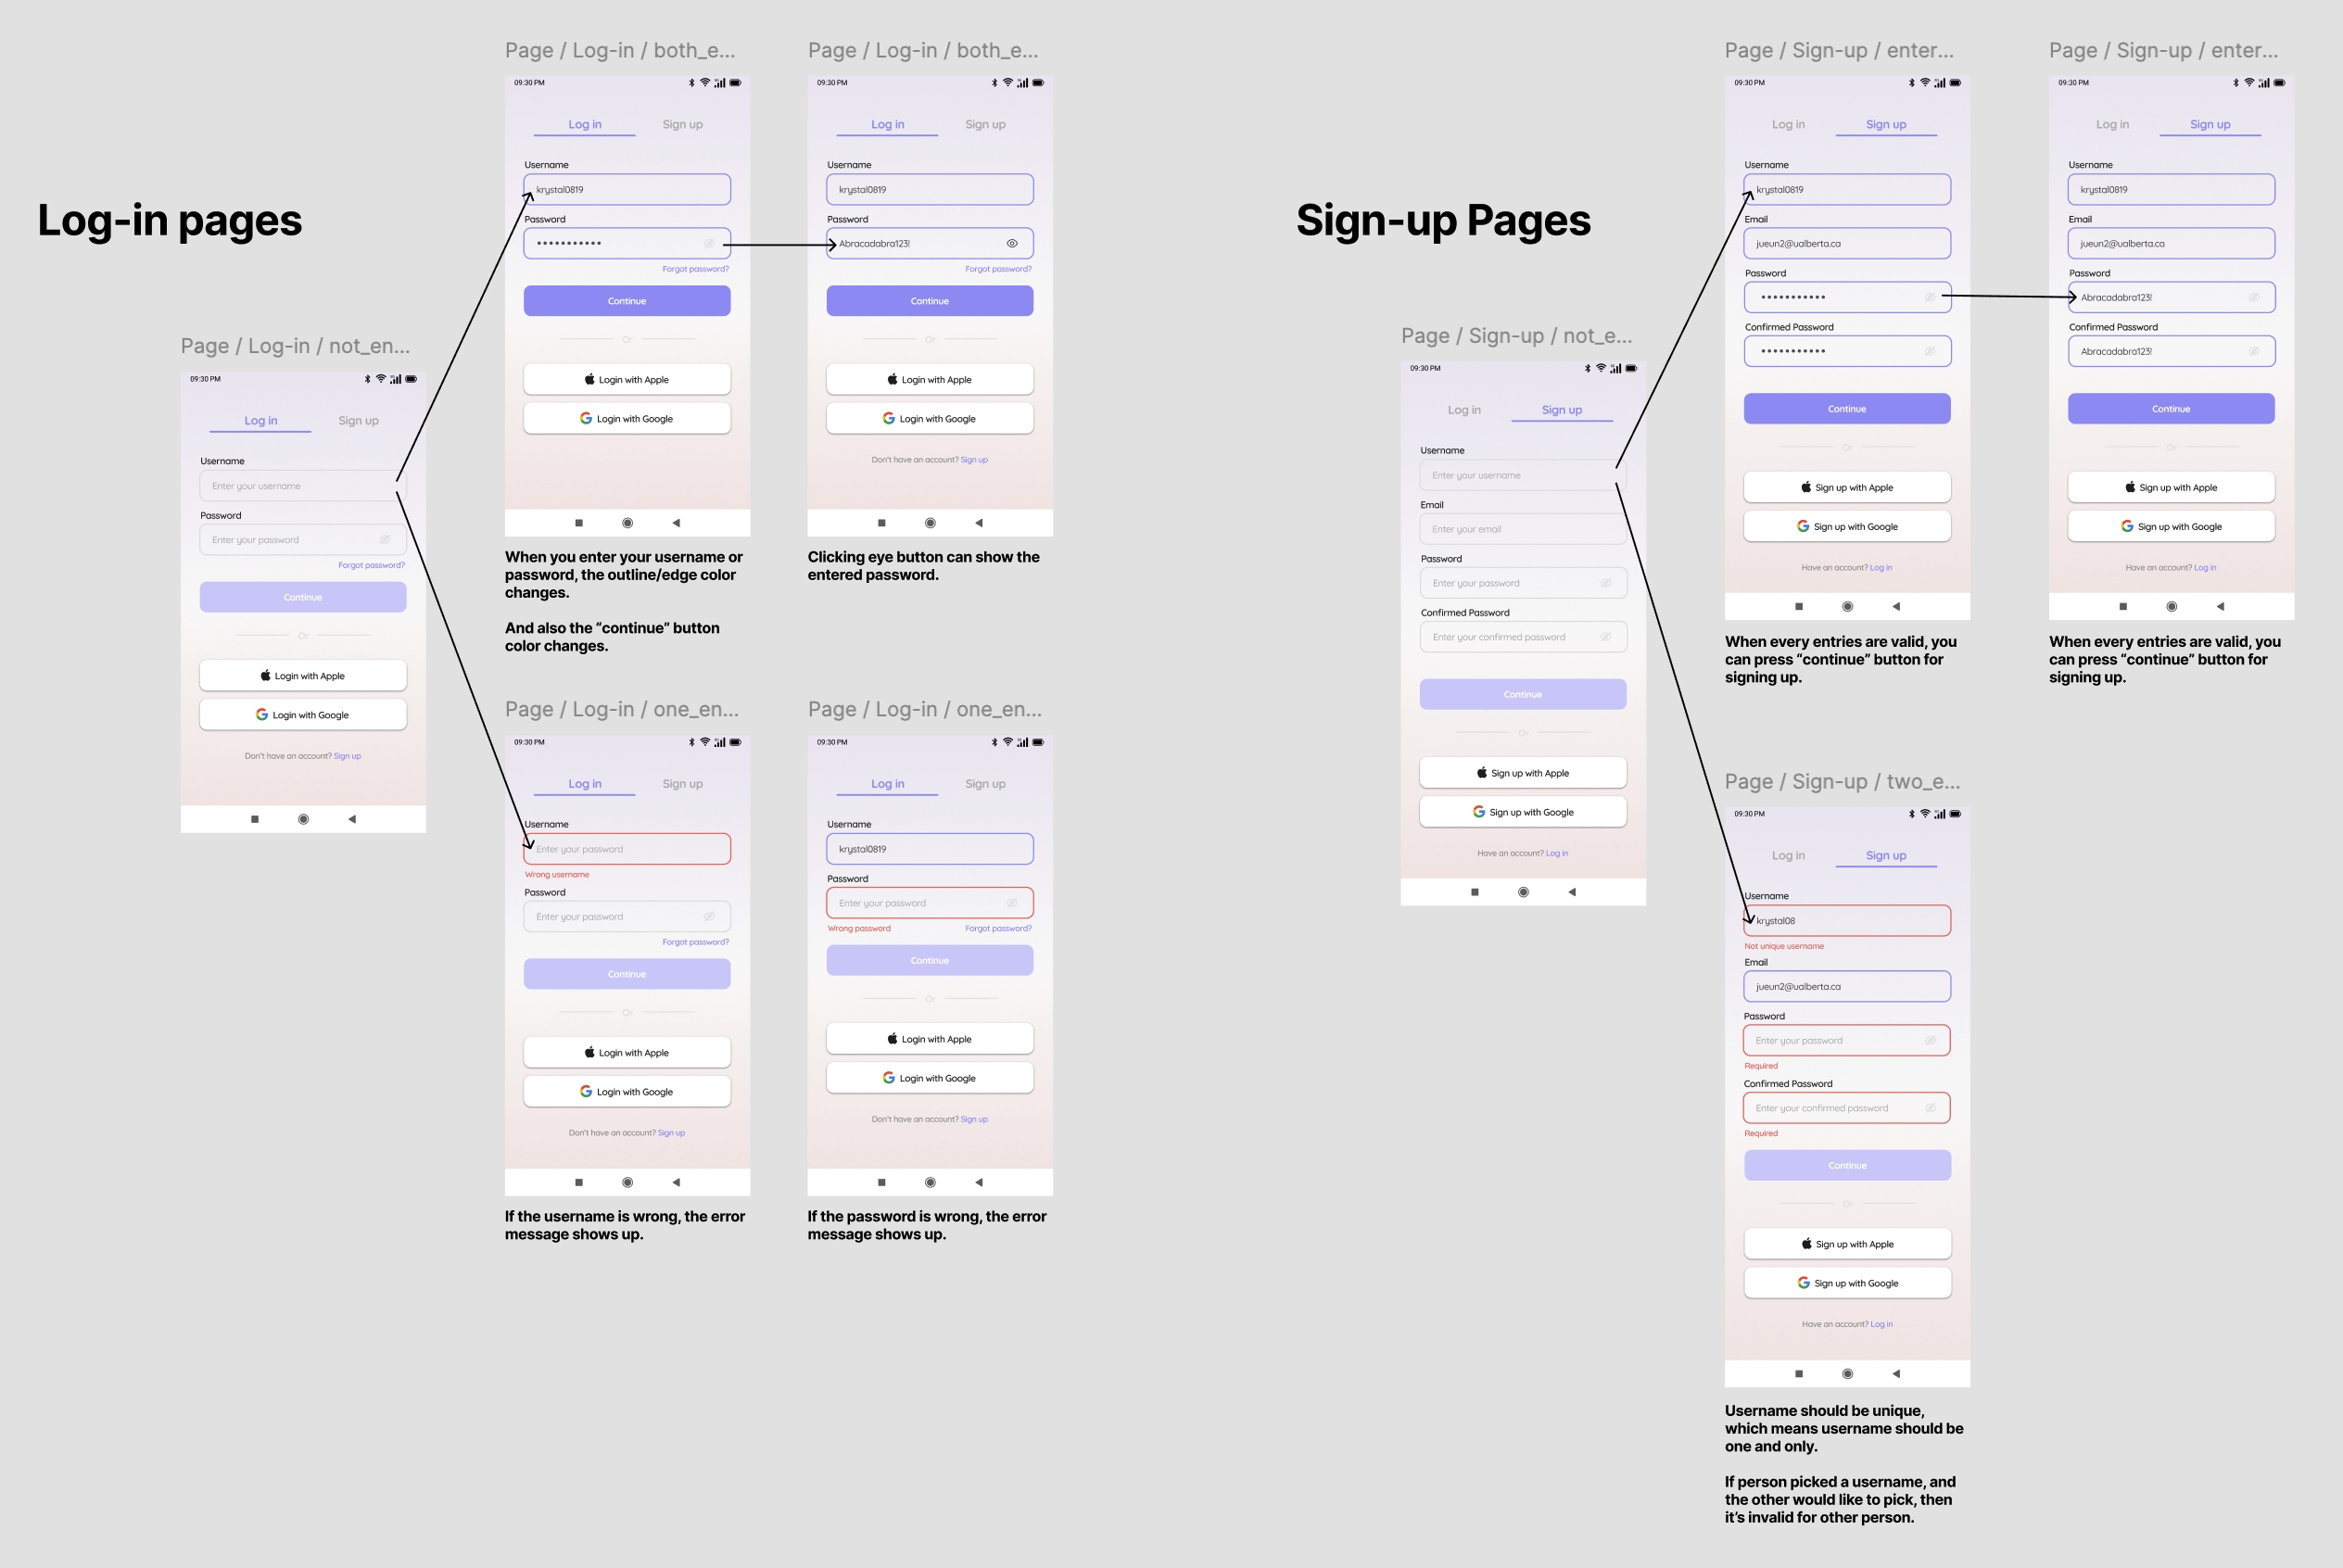 Log-in pages
Page / Log-in / not_en...
09:30 PM
Log in Sign up
Username
Enter your username
Password
Enter your password
Forgot password?
Continue
Or
Login with Apple
Login with Google
Don't have an account? Sign up
Page / Log-in / both_e...
09:30 PM
Log in Sign up
Username
krystal0819
Password
Forgot password?
Continue
Or
Login with Apple
Login with Google
When you enter your username or
password, the outline/edge color
changes.
And also the “continue” button
color changes.
Page / Log-in / both_e...
09:30 PM
Log in Sign up
Username
krystal0819
Password
Abracadabra123!
Forgot password?
Continue
Or
Login with Apple
Login with Google
Don't have an account? Sign up
Clicking eye button can show the
entered password.
Page / Log-in / one_en...
09:30 PM
Log in Sign up
Username
Enter your password
Wrong username
Password
Enter your password
Forgot password?
Continue
Or
Login with Apple
Login with Google
Don't have an account? Sign up
If the username is wrong, the error
message shows up.
Page / Log-in / one_en...
09:30 PM
Log in Sign up
Username
krystal0819
Password
Enter your password
Wrong password Forgot password?
Continue
Or
Login with Apple
Login with Google
Don't have an account? Sign up
If the password is wrong, the error
message shows up.
Sign-up Pages
Page / Sign-up / not_e...
09:30 PM
Log in Sign up
Username
Enter your username
Email
Enter your email
Password
Enter your password
Confirmed Password
Enter your confirmed password
Continue
Or
Sign up with Apple
Sign up with Google
Have an account? Log in
Page / Sign-up / enter...
09:30 PM
Log in Sign up
Username
krystal0819
Email
jueun2@ualberta.ca
Password
Confirmed Password
Continue
Or
Sign up with Apple
Sign up with Google
Have an account? Log in
When every entries are valid, you
can press “continue” button for
signing up.
Page / Sign-up / enter...
09:30 PM
Log in Sign up
Username
krystal0819
Email
jueun2@ualberta.ca
Password
Abracadabra123!
Confirmed Password
Abracadabra123!
Continue
Or
Sign up with Apple
Sign up with Google
Have an account? Log in
When every entries are valid, you
can press “continue” button for
signing up.
Page / Sign-up / two_e...
09:30 PM
Log in Sign up
Username
krystal08
Not unique username
Email
jueun2@ualberta.ca
Password
Enter your password
Required
Confirmed Password
Enter your confirmed password
Required
Continue
Or
Sign up with Apple
Sign up with Google
Have an account? Log in
Username should be unique,
which means username should be
one and only.
If person picked a username, and
the other would like to pick, then
it’s invalid for other person.